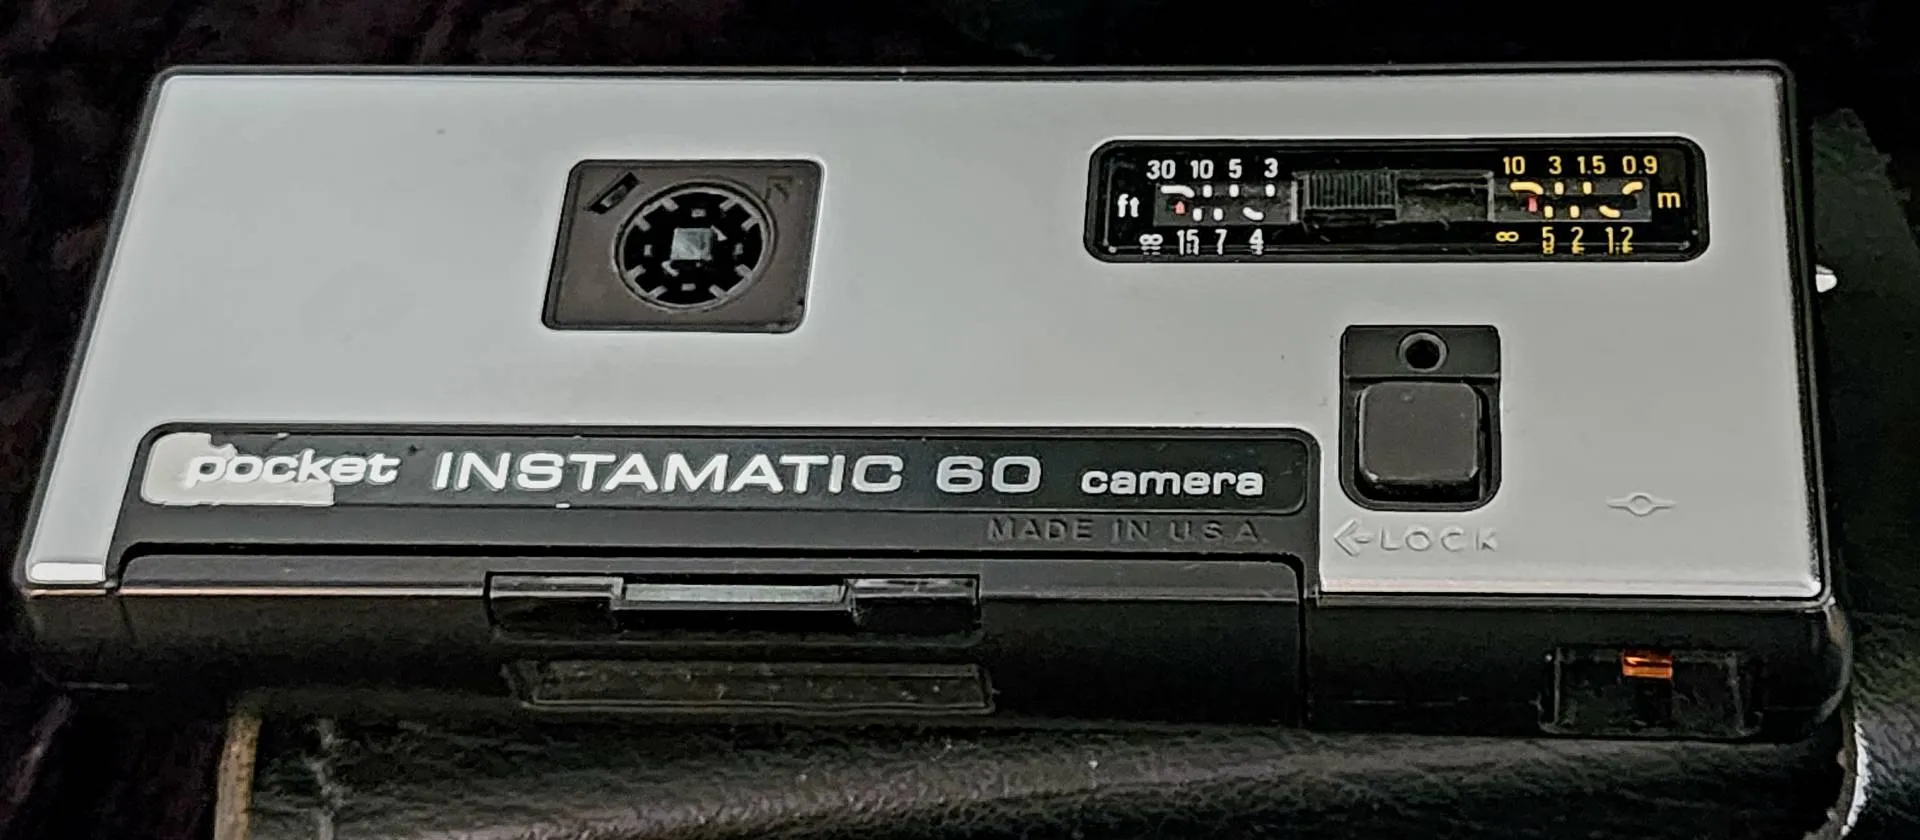 30 10 5 3
ft
∞ 15 7 4
10 3 1.5 0.9
m
∞ 5 2 1.2
pocket INSTAMATIC 60 camera
MADE IN U.S.A.
←LOCK